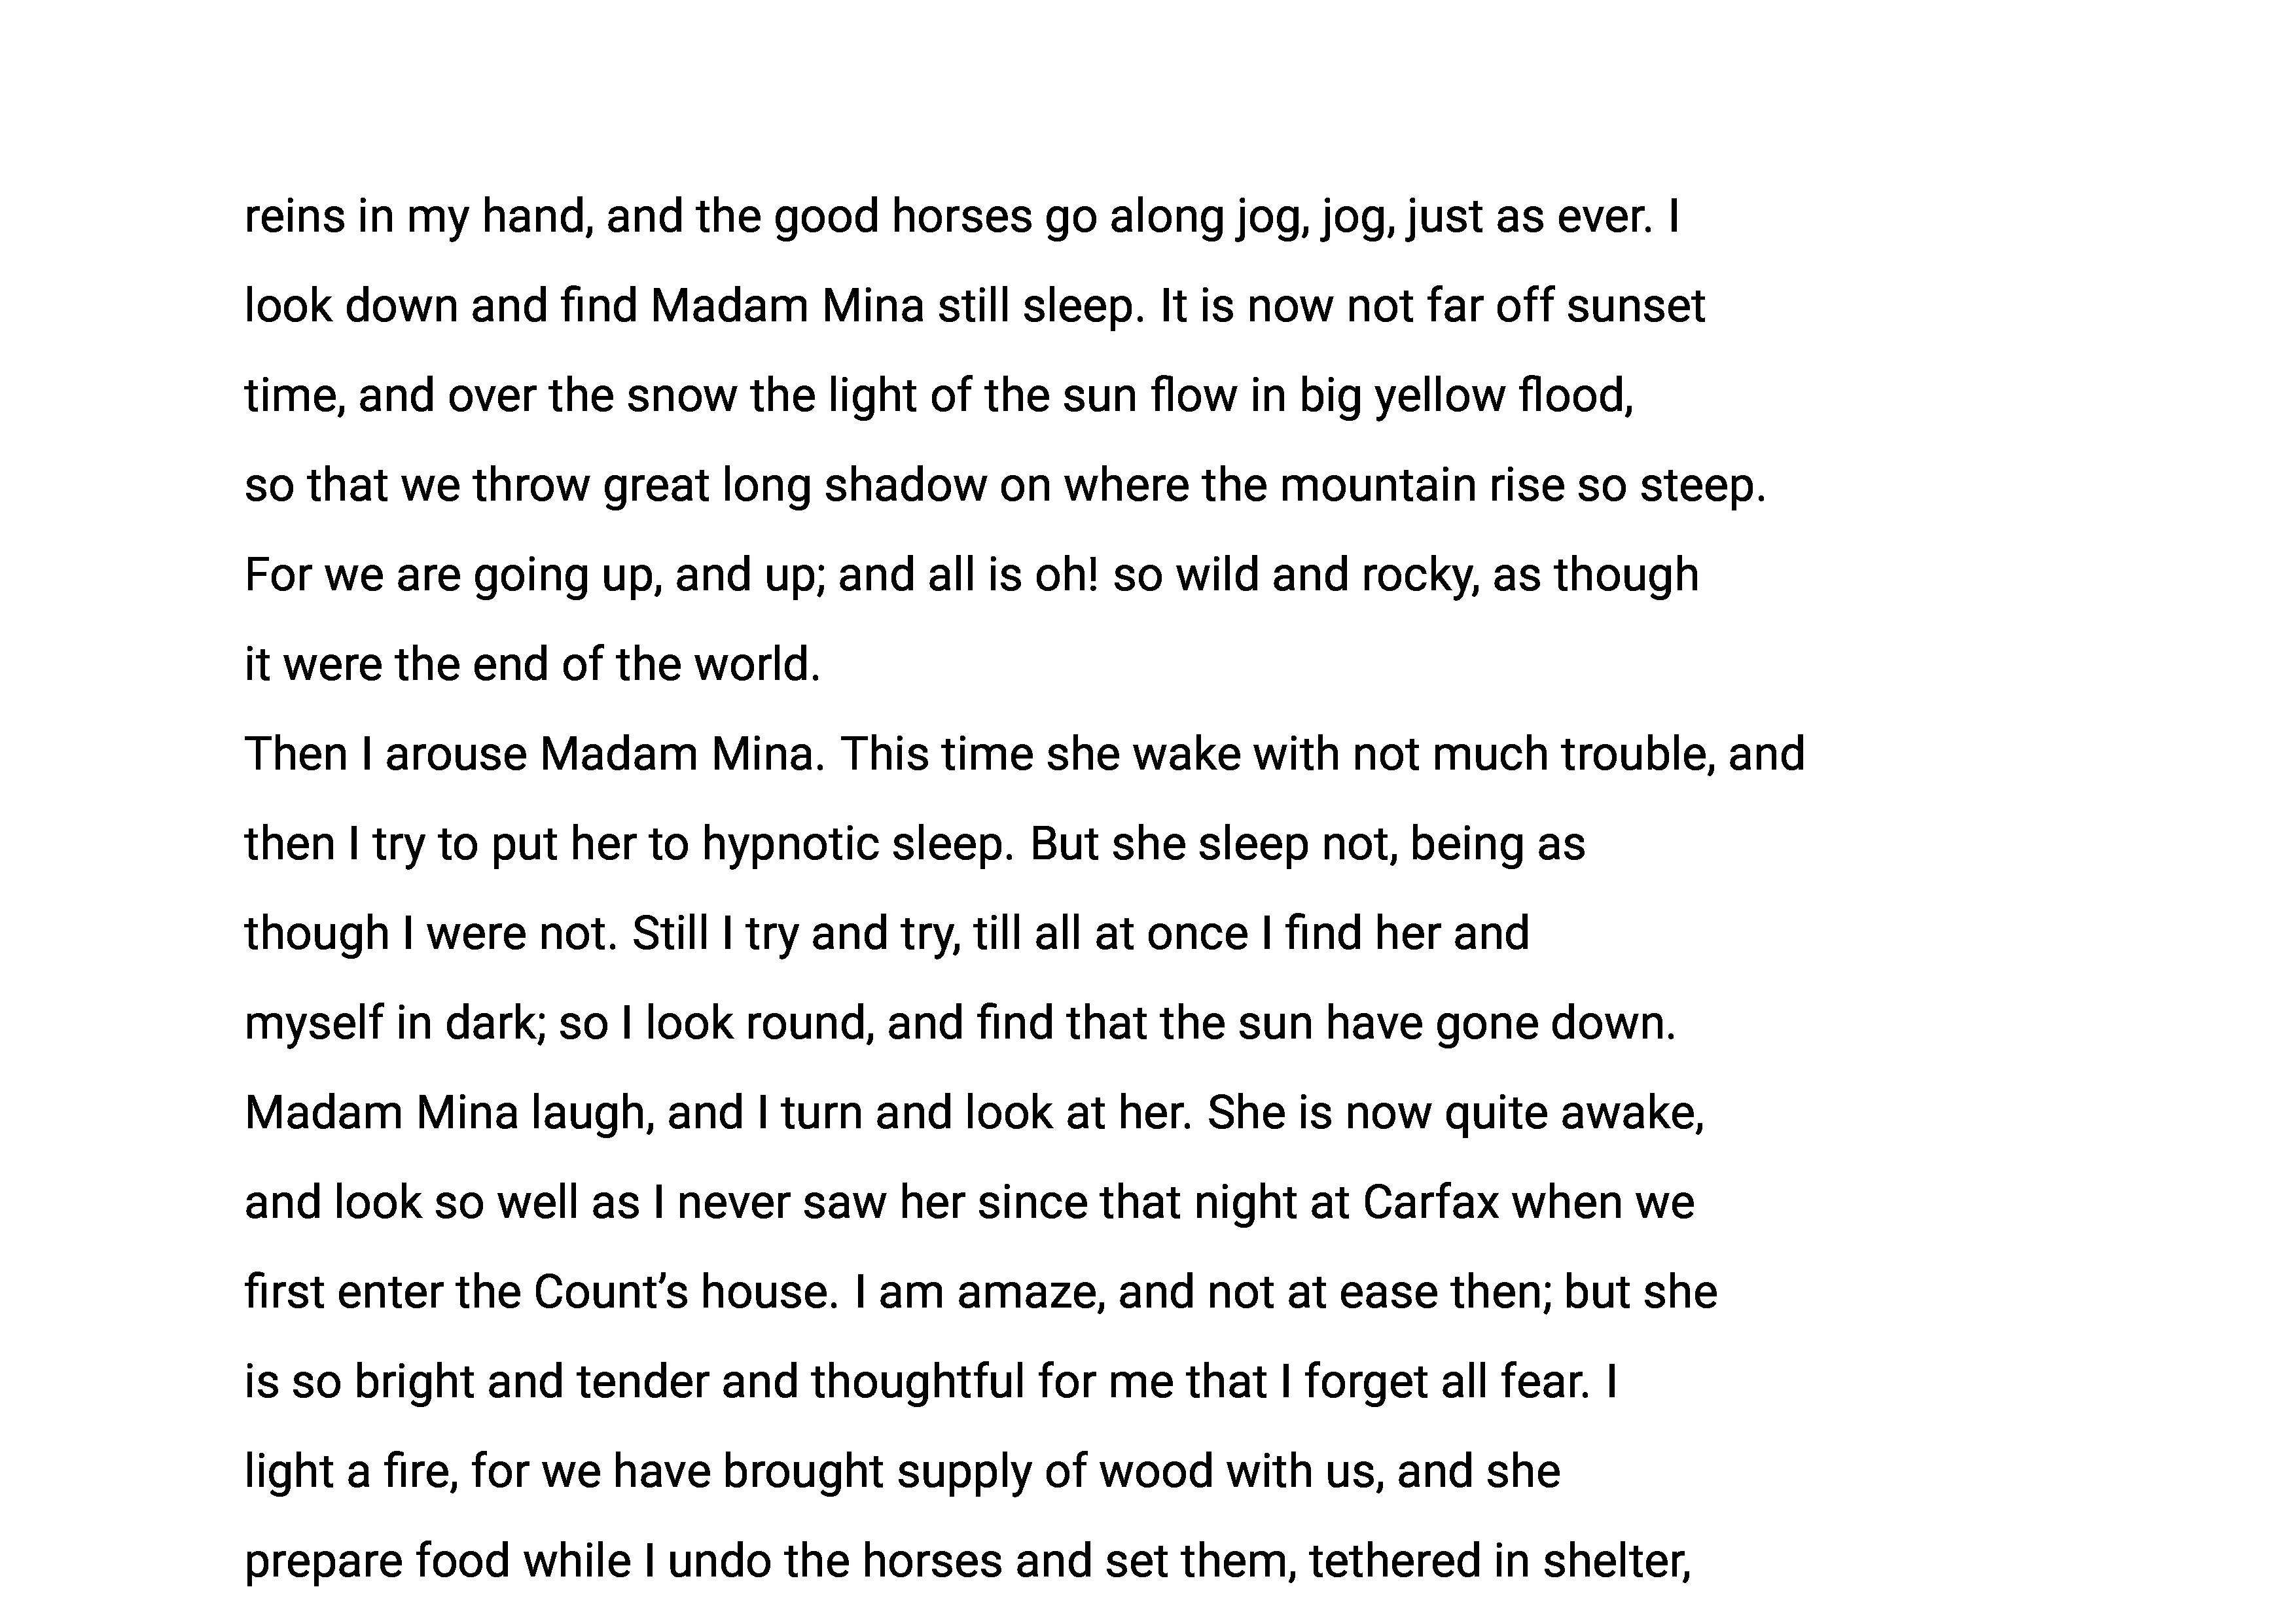 reins in my hand, and the good horses go along jog, jog, just as ever. I
look down and find Madam Mina still sleep. It is now not far off sunset
time, and over the snow the light of the sun flow in big yellow flood,
so that we throw great long shadow on where the mountain rise so steep.
For we are going up, and up; and all is oh! so wild and rocky, as though
it were the end of the world.
Then I arouse Madam Mina. This time she wake with not much trouble, and
then I try to put her to hypnotic sleep. But she sleep not, being as
though I were not. Still I try and try, till all at once I find her and
myself in dark; so I look round, and find that the sun have gone down.
Madam Mina laugh, and I turn and look at her. She is now quite awake,
and look so well as I never saw her since that night at Carfax when we
first enter the Count’s house. I am amaze, and not at ease then; but she
is so bright and tender and thoughtful for me that I forget all fear. I
light a fire, for we have brought supply of wood with us, and she
prepare food while I undo the horses and set them, tethered in shelter,